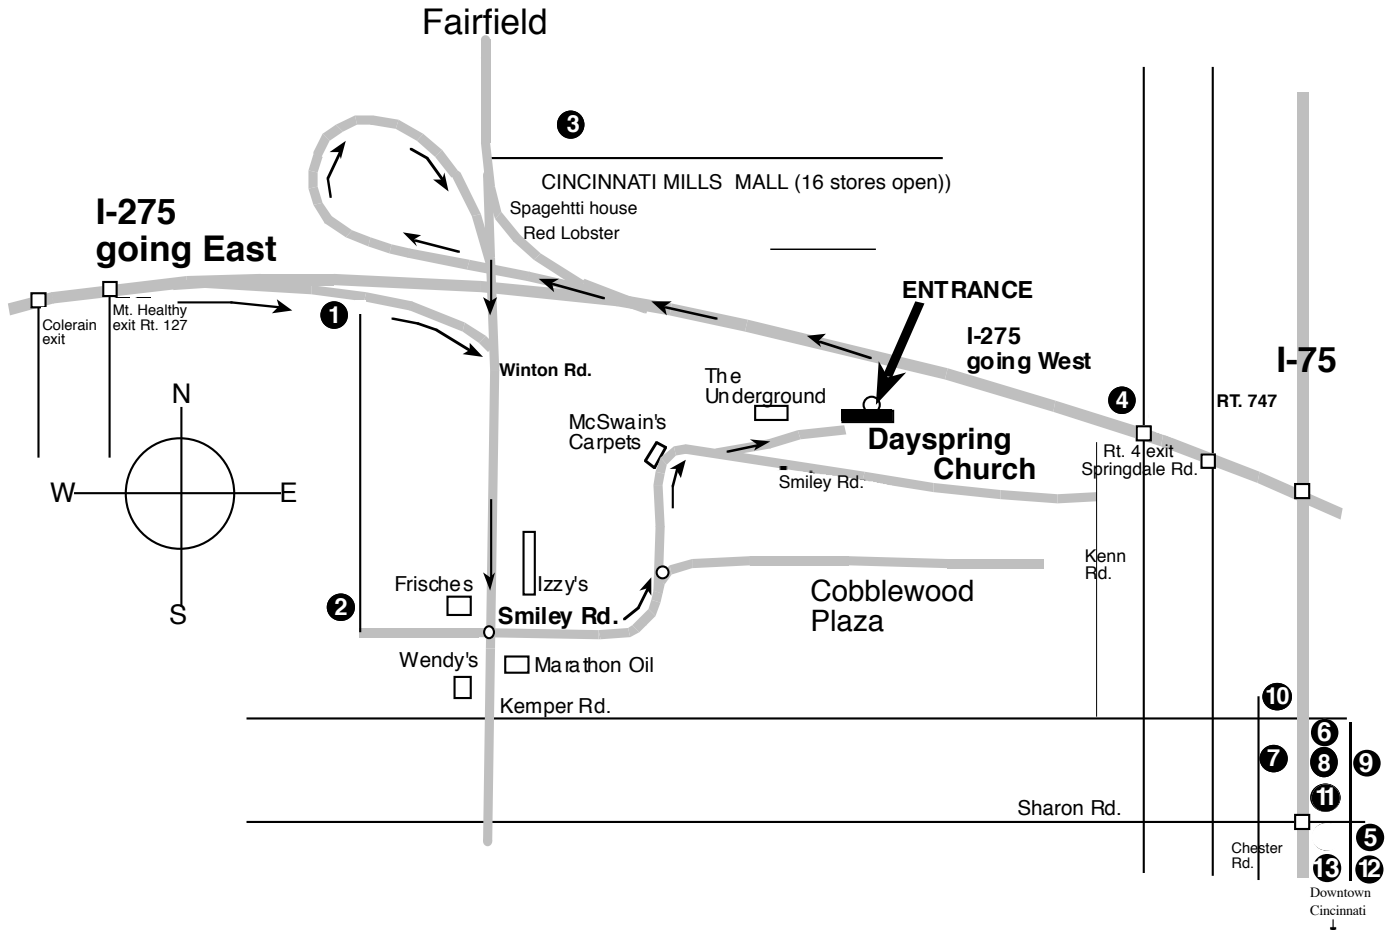 Fairfield
3
CINCINNATI MILLS MALL (16 stores open))
Spagehtti house
Red Lobster
I-275
going East
ENTRANCE
Mt. Healthy
exit Rt. 127
Colerain
exit
1
I-275
going West
I-75
Winton Rd.
The
Underground
4
RT. 747
N
McSwain's
Carpets
Dayspring
Church
Rt. 4 exit
Springdale Rd.
Smiley Rd.
W
E
S
Kenn
Rd.
Frisches
Izzy's
Cobblewood
Plaza
2
Smiley Rd.
Wendy's
Marathon Oil
Kemper Rd.
10
6
7
8
9
11
Sharon Rd.
5
Chester
Rd.
13
12
Downtown
Cincinnati